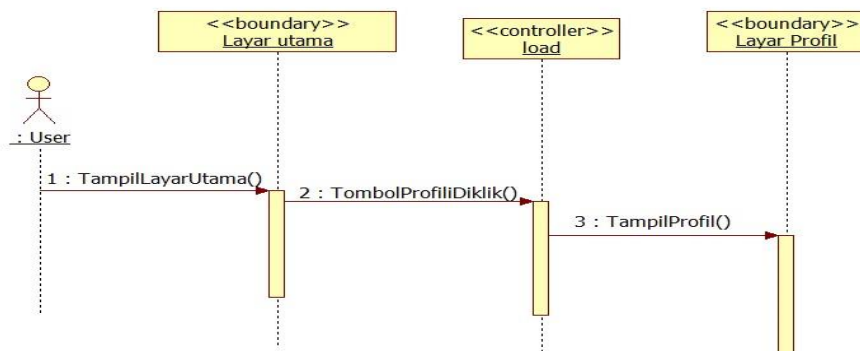 <<boundary>>
Layar utama
<<controller>>
load
<<boundary>>
Layar Profil
: User
1 : TampilLayarUtama()
2 : TombolProfiliDiklik()
3 : TampilProfil()